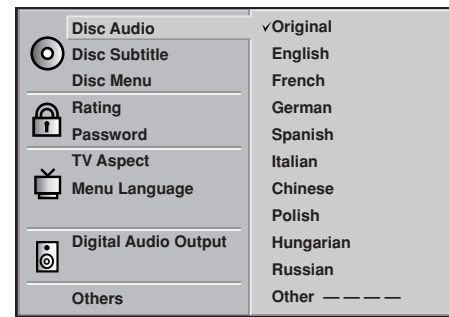 Disc Audio
Disc Subtitle
Disc Menu
Rating
Password
TV Aspect
Menu Language
Digital Audio Output
Others
✓Original
English
French
German
Spanish
Italian
Chinese
Polish
Hungarian
Russian
Other — — — —